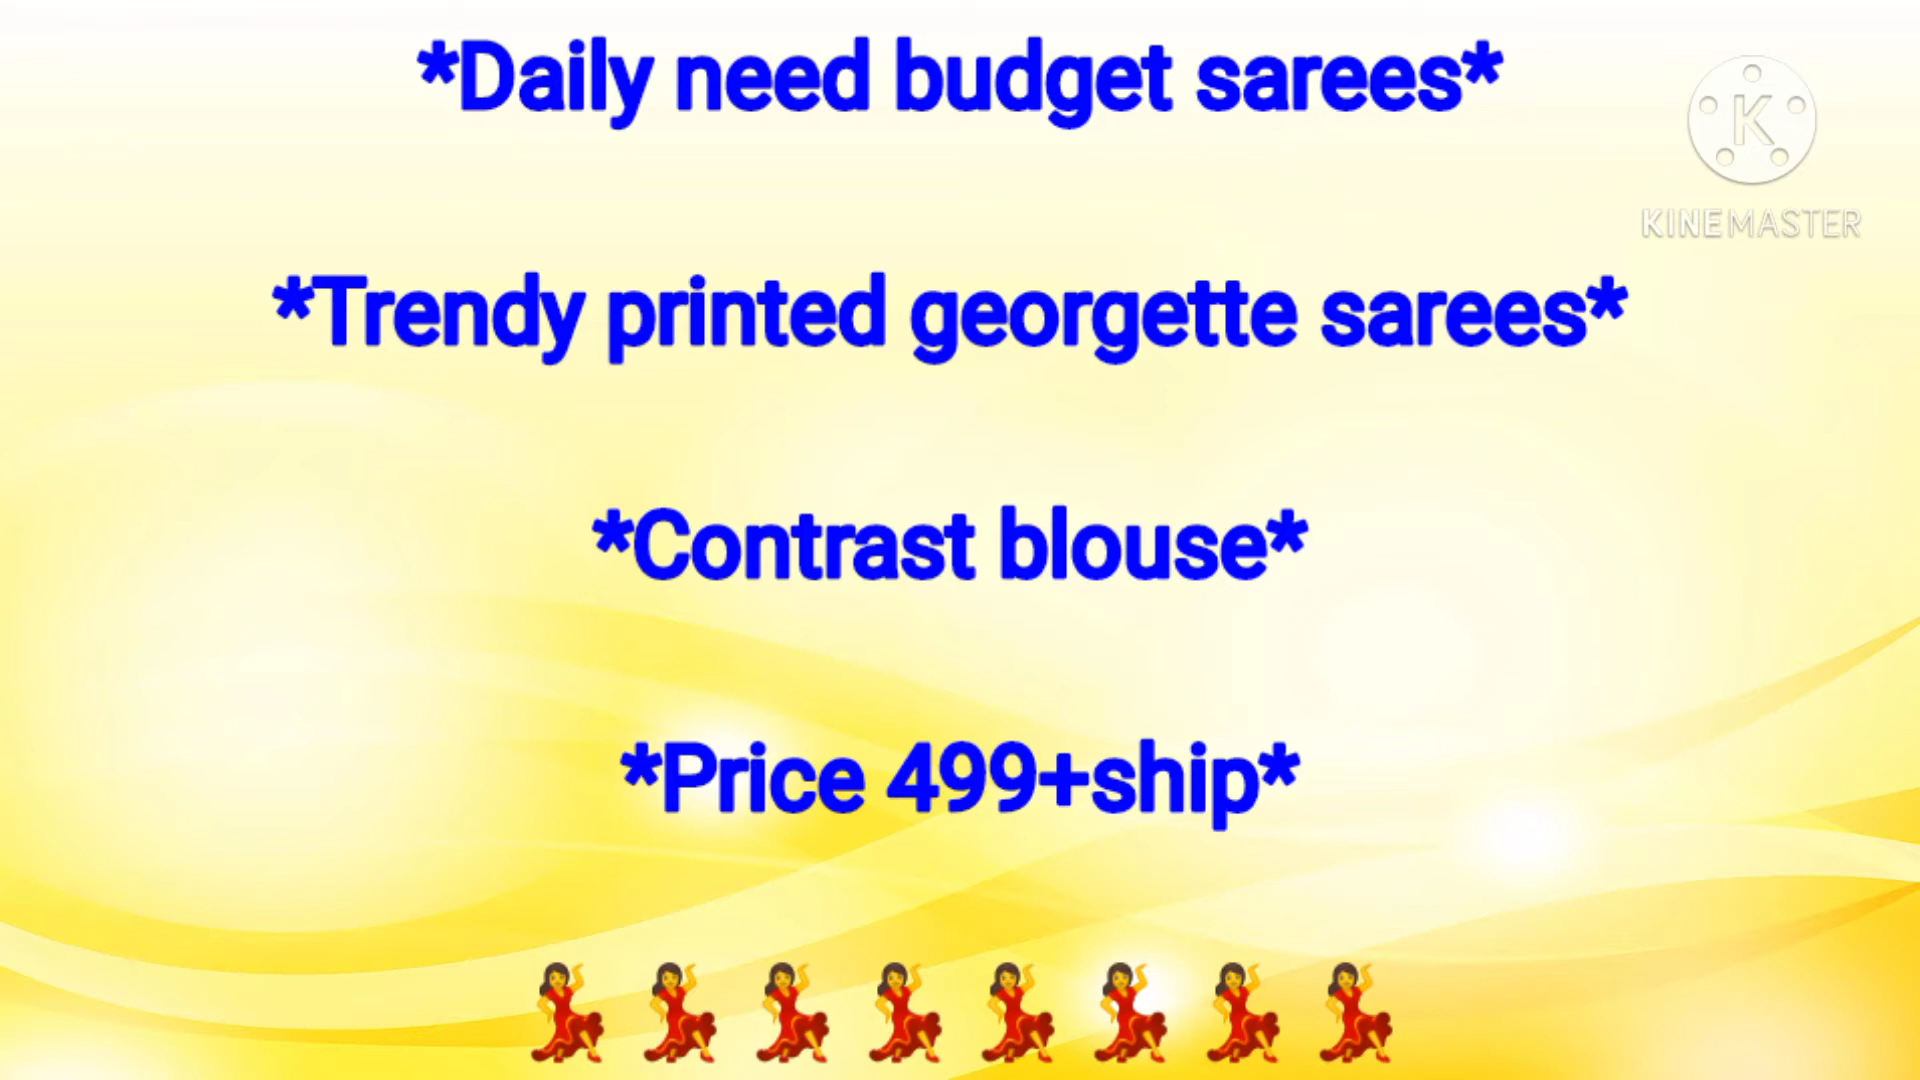 *Daily need budget sarees*
K
KINEMASTER
*Trendy printed georgette sarees*
*Contrast blouse*
*Price 499+ship*
💃 💃 💃 💃 💃 💃 💃 💃